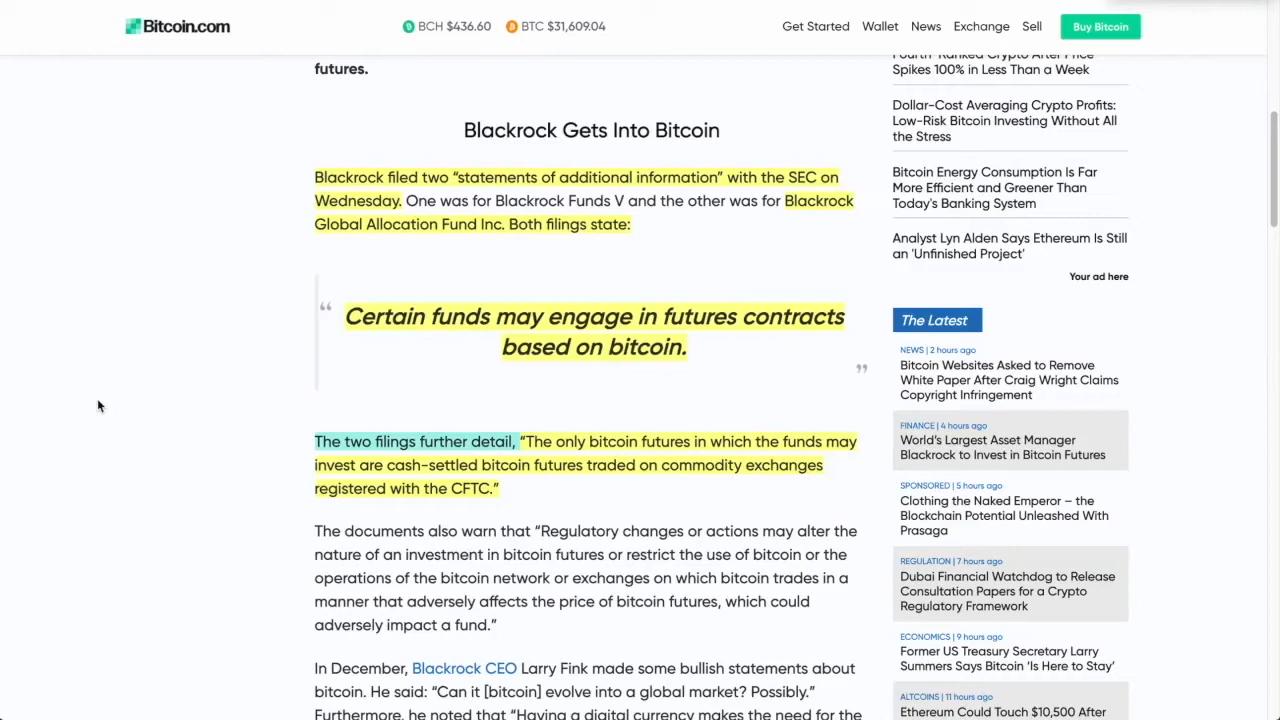 Bitcoin.com
BCH $436.60
BTC $31,609.04
Get Started
Wallet
News
Exchange
Sell
Buy Bitcoin
futures.
Blackrock Gets Into Bitcoin
Blackrock filed two “statements of additional information” with the SEC on
Wednesday. One was for Blackrock Funds V and the other was for Blackrock
Global Allocation Fund Inc. Both filings state:
“
Certain funds may engage in futures contracts
based on bitcoin.
”
The two filings further detail, “The only bitcoin futures in which the funds may
invest are cash-settled bitcoin futures traded on commodity exchanges
registered with the CFTC.”
The documents also warn that “Regulatory changes or actions may alter the
nature of an investment in bitcoin futures or restrict the use of bitcoin or the
operations of the bitcoin network or exchanges on which bitcoin trades in a
manner that adversely affects the price of bitcoin futures, which could
adversely impact a fund.”
In December, Blackrock CEO Larry Fink made some bullish statements about
bitcoin. He said: “Can it [bitcoin] evolve into a global market? Possibly.”
Furthermore, he noted that “Having a digital currency makes the need for the
Fourth-Ranked Crypto After Price
Spikes 100% in Less Than a Week
Dollar-Cost Averaging Crypto Profits:
Low-Risk Bitcoin Investing Without All
the Stress
Bitcoin Energy Consumption Is Far
More Efficient and Greener Than
Today's Banking System
Analyst Lyn Alden Says Ethereum Is Still
an 'Unfinished Project'
Your ad here
The Latest
NEWS | 2 hours ago
Bitcoin Websites Asked to Remove
White Paper After Craig Wright Claims
Copyright Infringement
FINANCE | 4 hours ago
World's Largest Asset Manager
Blackrock to Invest in Bitcoin Futures
SPONSORED | 5 hours ago
Clothing the Naked Emperor – the
Blockchain Potential Unleashed With
Prasaga
REGULATION | 7 hours ago
Dubai Financial Watchdog to Release
Consultation Papers for a Crypto
Regulatory Framework
ECONOMICS | 9 hours ago
Former US Treasury Secretary Larry
Summers Says Bitcoin ‘Is Here to Stay’
ALTCOINS | 11 hours ago
Ethereum Could Touch $10,500 After